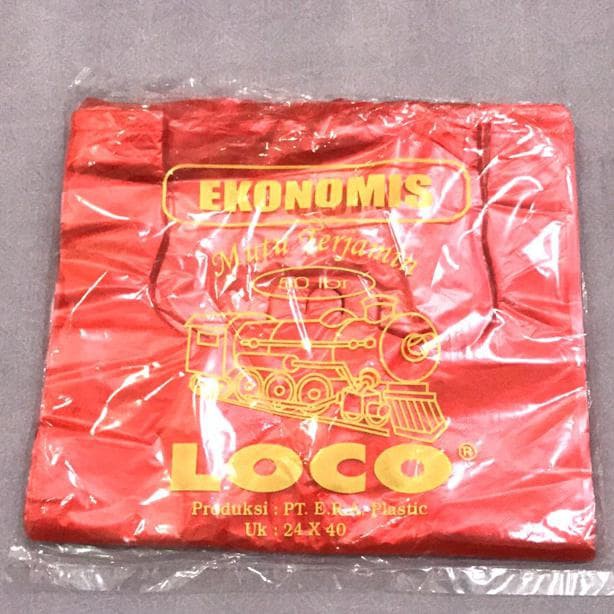 EKONOMIS
Mutu Terjamin
50 lbr
LOCO®
Produksi : PT. E.R.A. Plastic
Uk : 24 X 40